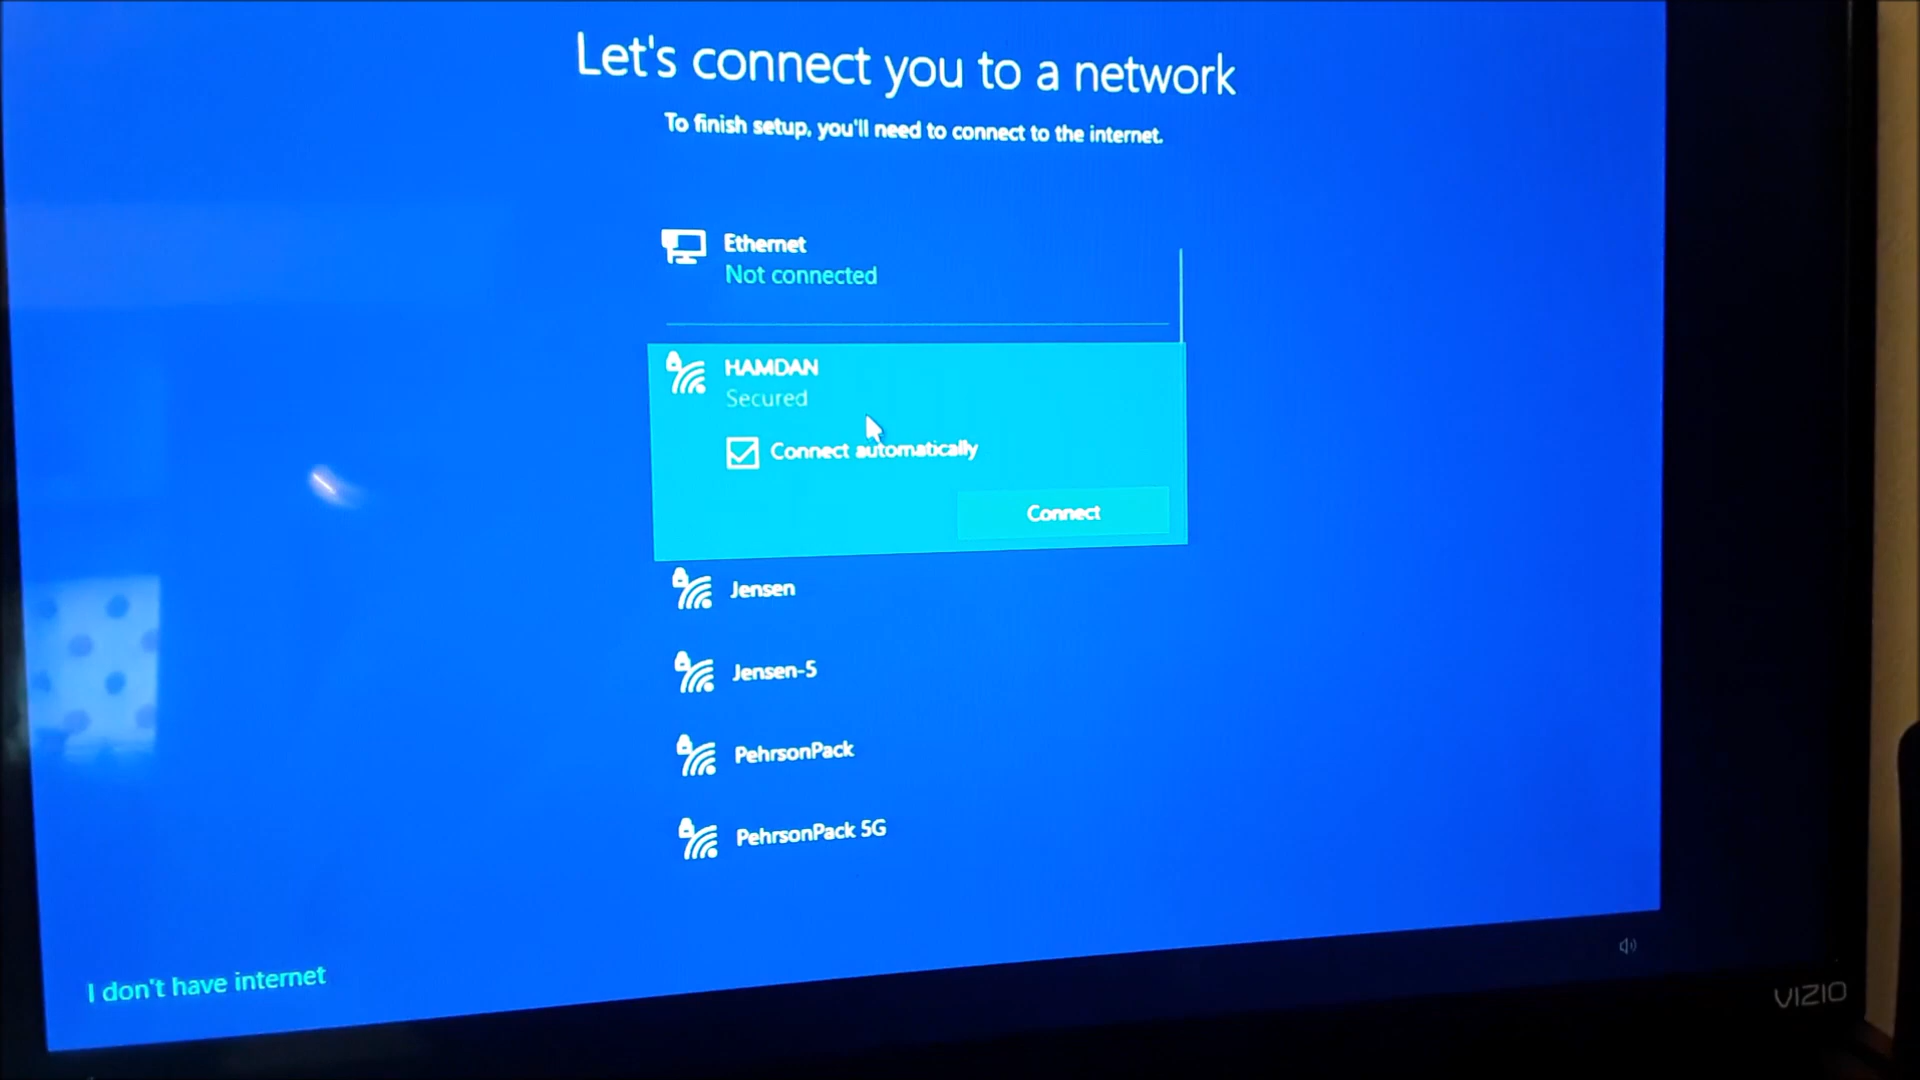 Let's connect you to a network
To finish setup, you'll need to connect to the internet.
Ethernet
Not connected
HAMDAN
Secured
Connect automatically
Connect
Jensen
Jensen-5
PehrsonPack
PehrsonPack 5G
I don't have internet
VIZIO